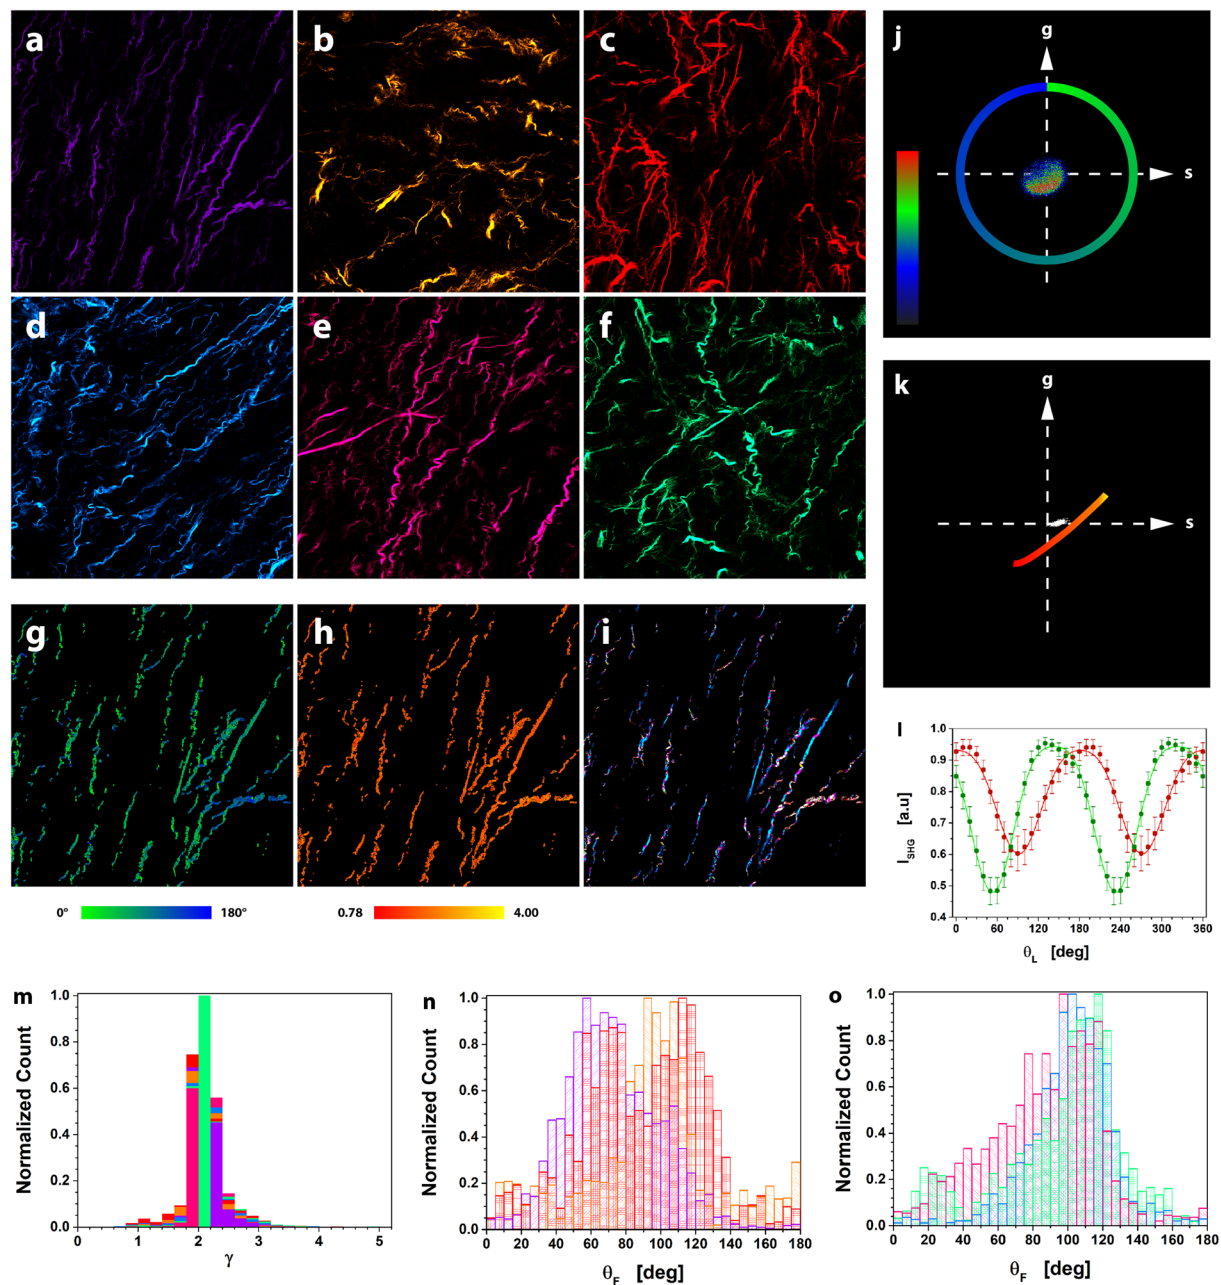 a
b
c
j
g
s
d
e
f
k
g
s
g
h
i
0° 180°
0.78 4.00
l
1.0
0.9
0.8
0.7
0.6
0.5
0.4
I_SHG [a.u]
0 60 120 180 240 300 360
θ_L [deg]
m
1.0
0.8
0.6
0.4
0.2
0.0
Normalized Count
0 1 2 3 4 5
γ
n
1.0
0.8
0.6
0.4
0.2
0.0
Normalized Count
0 20 40 60 80 100 120 140 160 180
θ_F [deg]
o
1.0
0.8
0.6
0.4
0.2
0.0
Normalized Count
0 20 40 60 80 100 120 140 160 180
θ_F [deg]